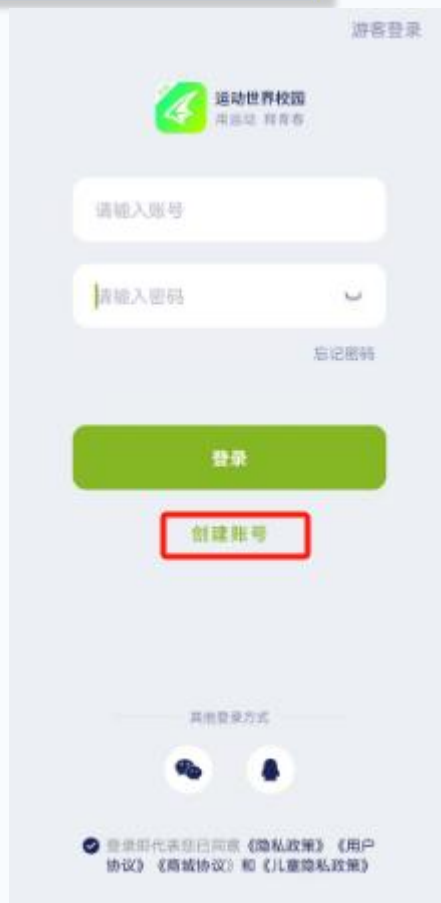 游客登录
运动世界校园
用运动 释青春
请输入账号
请输入密码
忘记密码
登录
创建账号
其他登录方式
登录即代表您已同意《隐私政策》《用户
协议》《商城协议》和《儿童隐私政策》